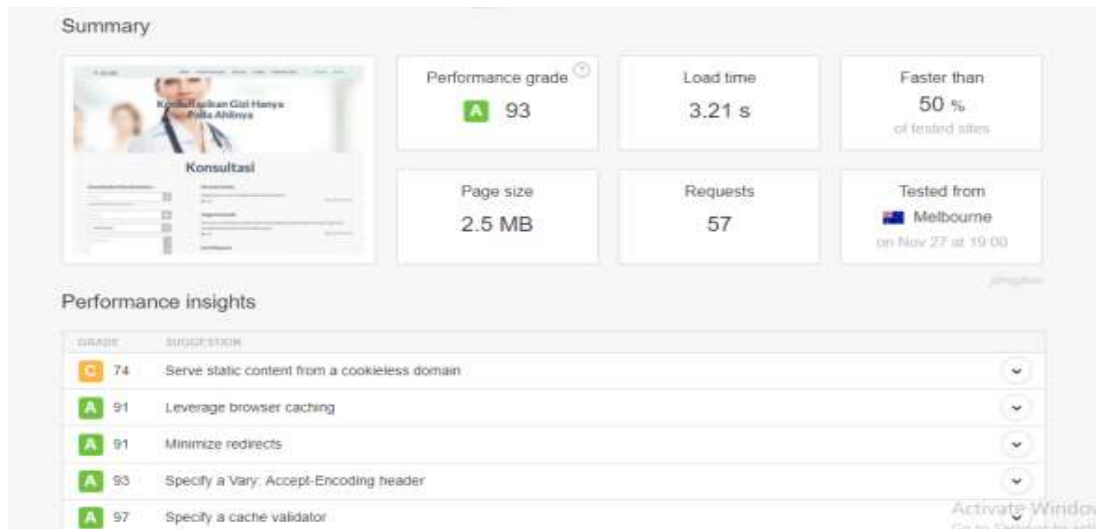 Summary
Konsultasikan Gizi Hanya
Pada Ahlinya
Konsultasi
Performance grade ?
A 93
Load time
3.21 s
Faster than
50 %
of tested sites
Page size
2.5 MB
Requests
57
Tested from
Melbourne
on Nov 27 at 19:00
pingdom
Performance insights
GRADE SUGGESTION
C 74 Serve static content from a cookieless domain
A 91 Leverage browser caching
A 91 Minimize redirects
A 93 Specify a Vary: Accept-Encoding header
A 97 Specify a cache validator
Activate Window